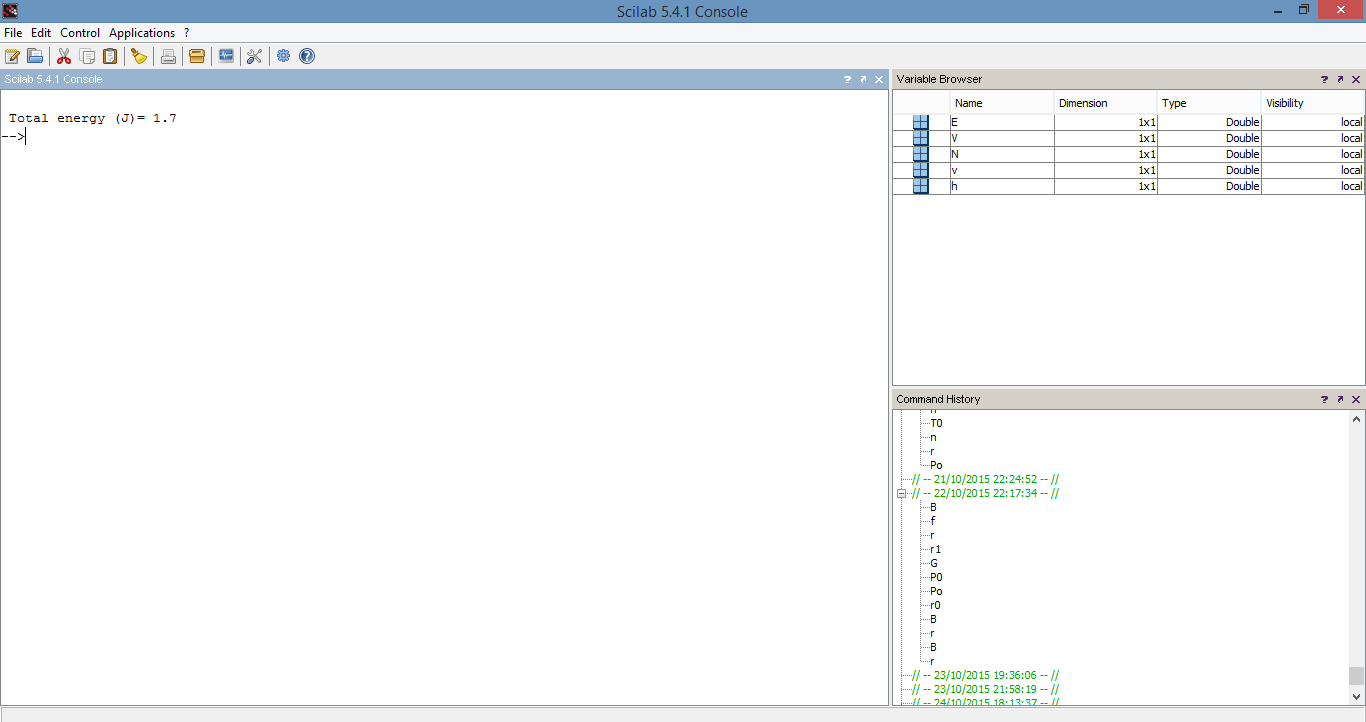 Scilab 5.4.1 Console
File Edit Control Applications ?
Scilab 5.4.1 Console
Total energy (J)= 1.7
-->
Variable Browser
Name Dimension Type Visibility
E 1x1 Double local
V 1x1 Double local
N 1x1 Double local
v 1x1 Double local
h 1x1 Double local
Command History
T0
n
r
Po
// -- 21/10/2015 22:24:52 -- //
// -- 22/10/2015 22:17:34 -- //
B
f
r
r1
G
P0
Po
r0
B
r
B
r
// -- 23/10/2015 19:36:06 -- //
// -- 23/10/2015 21:58:19 -- //
// -- 24/10/2015 18:13:37 -- //